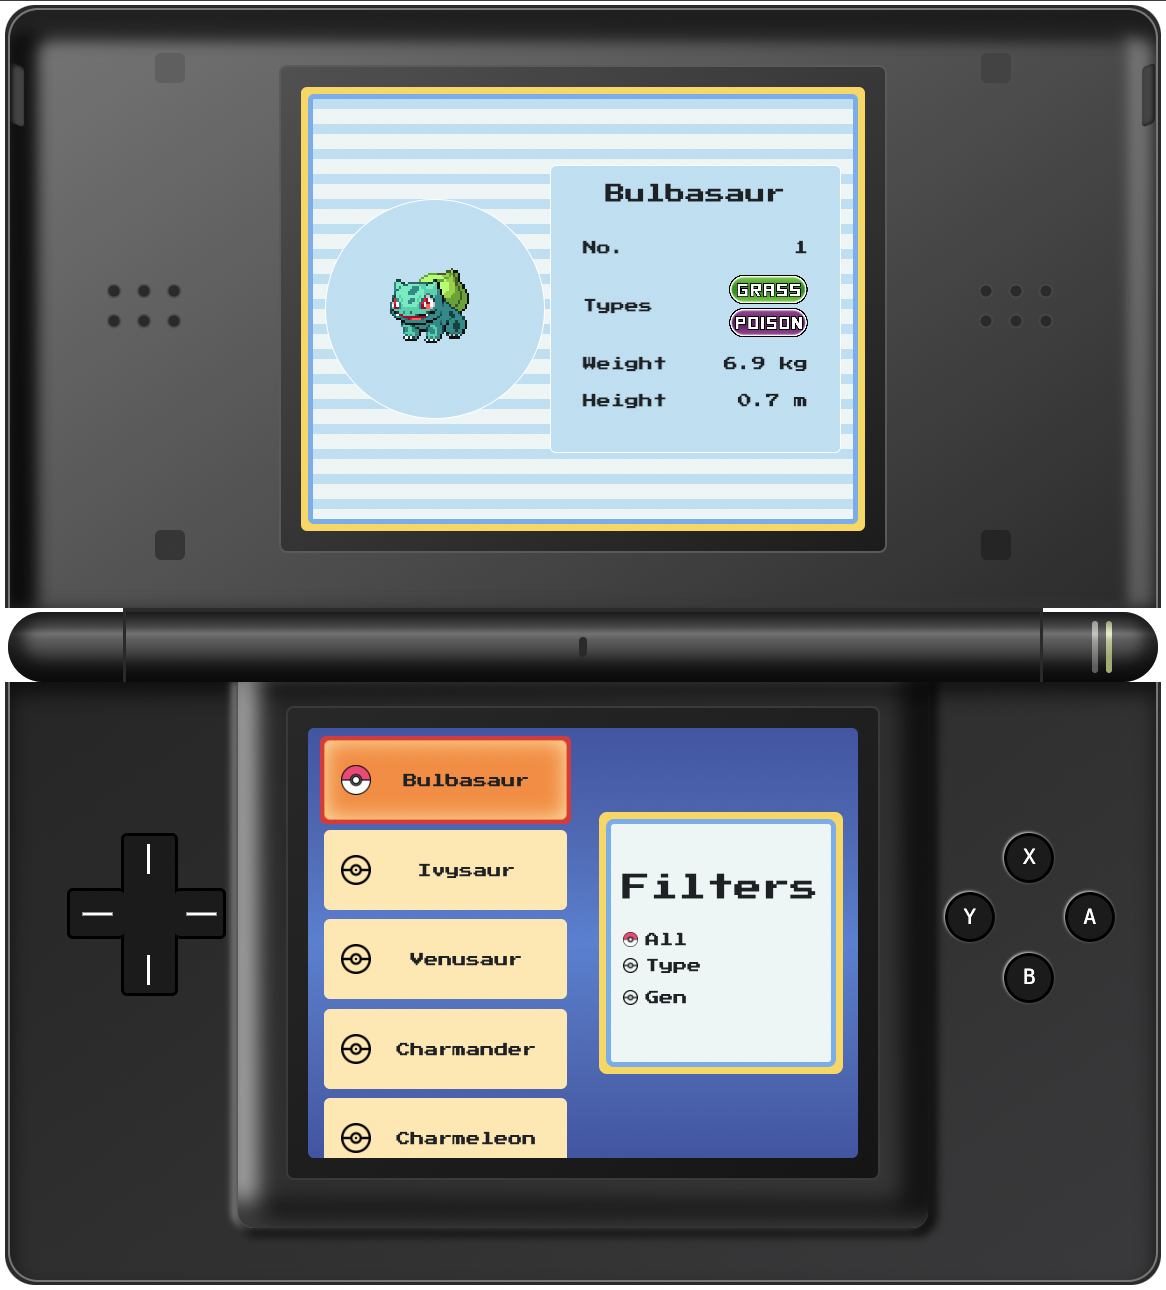 Bulbasaur
No. 1
Types GRASS
POISON
Weight 6.9 kg
Height 0.7 m
Bulbasaur
Ivysaur
Venusaur
Charmander
Charmeleon
Filters
All
Type
Gen
X
Y
A
B